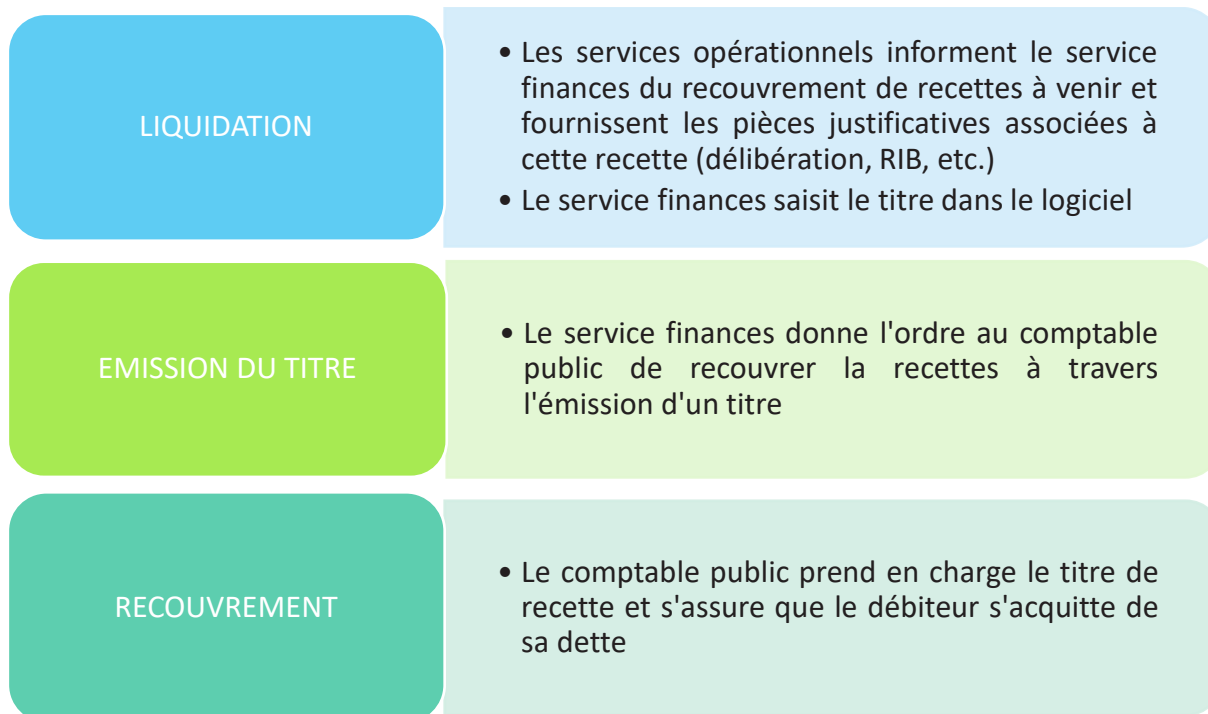 LIQUIDATION
• Les services opérationnels informent le service
finances du recouvrement de recettes à venir et
fournissent les pièces justificatives associées à
cette recette (délibération, RIB, etc.)
• Le service finances saisit le titre dans le logiciel
EMISSION DU TITRE
• Le service finances donne l'ordre au comptable
public de recouvrer la recettes à travers
l'émission d'un titre
RECOUVREMENT
• Le comptable public prend en charge le titre de
recette et s'assure que le débiteur s'acquitte de
sa dette